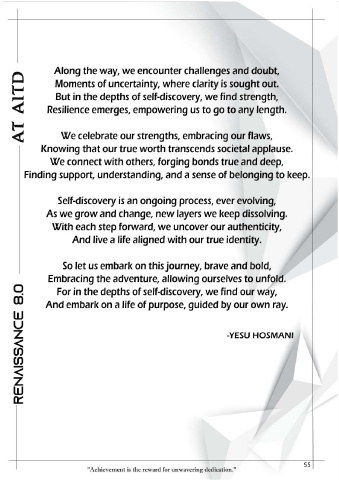 AT AITD
RENAISSANCE 8.0
Along the way, we encounter challenges and doubt,
Moments of uncertainty, where clarity is sought out.
But in the depths of self-discovery, we find strength,
Resilience emerges, empowering us to go to any length.
We celebrate our strengths, embracing our flaws,
Knowing that our true worth transcends societal applause.
We connect with others, forging bonds true and deep,
Finding support, understanding, and a sense of belonging to keep.
Self-discovery is an ongoing process, ever evolving,
As we grow and change, new layers we keep dissolving.
With each step forward, we uncover our authenticity,
And live a life aligned with our true identity.
So let us embark on this journey, brave and bold,
Embracing the adventure, allowing ourselves to unfold.
For in the depths of self-discovery, we find our way,
And embark on a life of purpose, guided by our own ray.
-YESU HOSMANI
"Achievement is the reward for unwavering dedication."
55